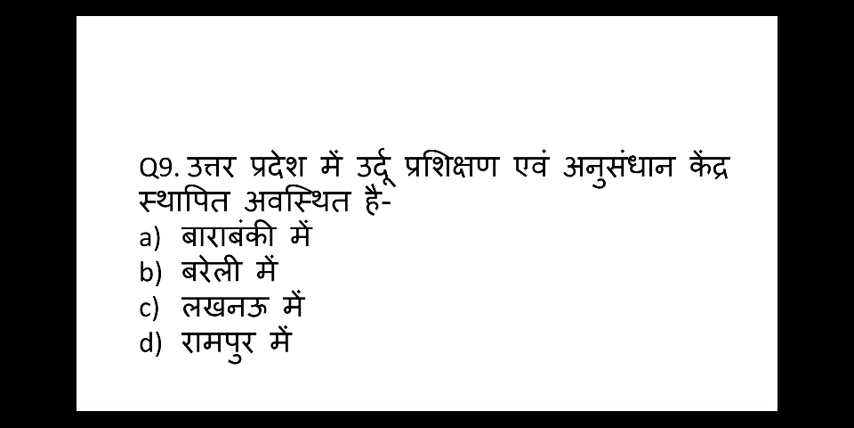 Q9. उत्तर प्रदेश में उर्दू प्रशिक्षण एवं अनुसंधान केंद्र
स्थापित अवस्थित है-
a) बाराबंकी में
b) बरेली में
c) लखनऊ में
d) रामपुर में